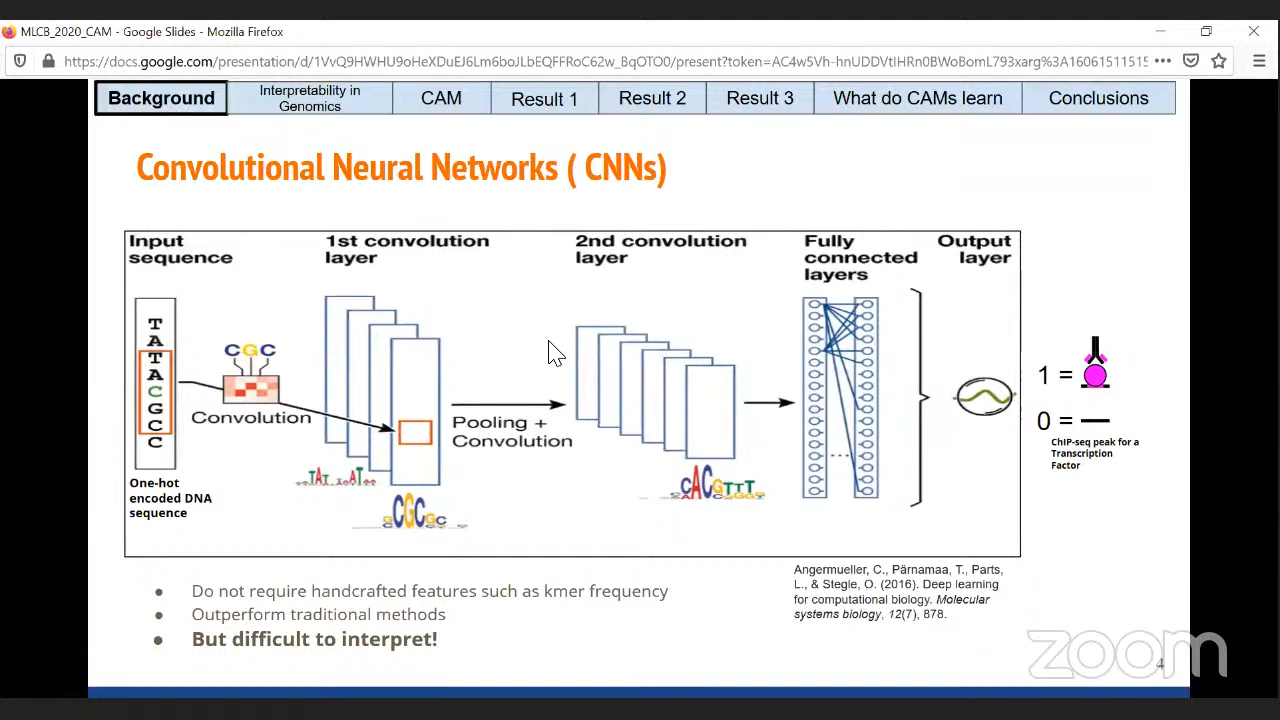 MLCB_2020_CAM - Google Slides - Mozilla Firefox
https://docs.google.com/presentation/d/1VvQ9HWHU9oHeXDuEJ6Lm6boJLbEQFFRoC62w_BqOTO0/present?token=AC4w5Vh-hnUDDVtIHRn0BWoBomL793xarg%3A16061511515
Background
Interpretability in
Genomics
CAM
Result 1
Result 2
Result 3
What do CAMs learn
Conclusions
Convolutional Neural Networks ( CNNs)
Input
sequence
1st convolution
layer
2nd convolution
layer
Fully
connected
layers
Output
layer
T
A
T
A
C
G
C
C
CGC
Convolution
Pooling +
Convolution
TAT AT
CGCGC
CACGTTT
One-hot
encoded DNA
sequence
1 =
0 =
ChIP-seq peak for a
Transcription
Factor
Angermueller, C., Pärnamaa, T., Parts,
L., & Stegle, O. (2016). Deep learning
for computational biology. Molecular
systems biology, 12(7), 878.
• Do not require handcrafted features such as kmer frequency
• Outperform traditional methods
• But difficult to interpret!
zoom
4